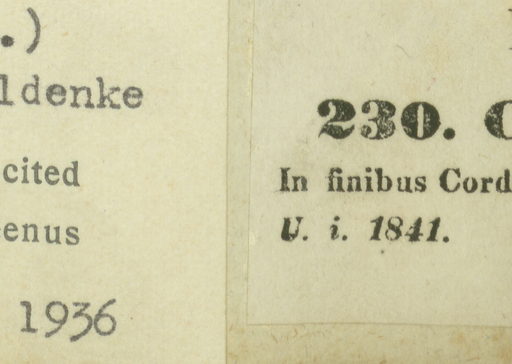 .)
ldenke
cited
enus
1936
230. C
In finibus Cord
U. i. 1841.